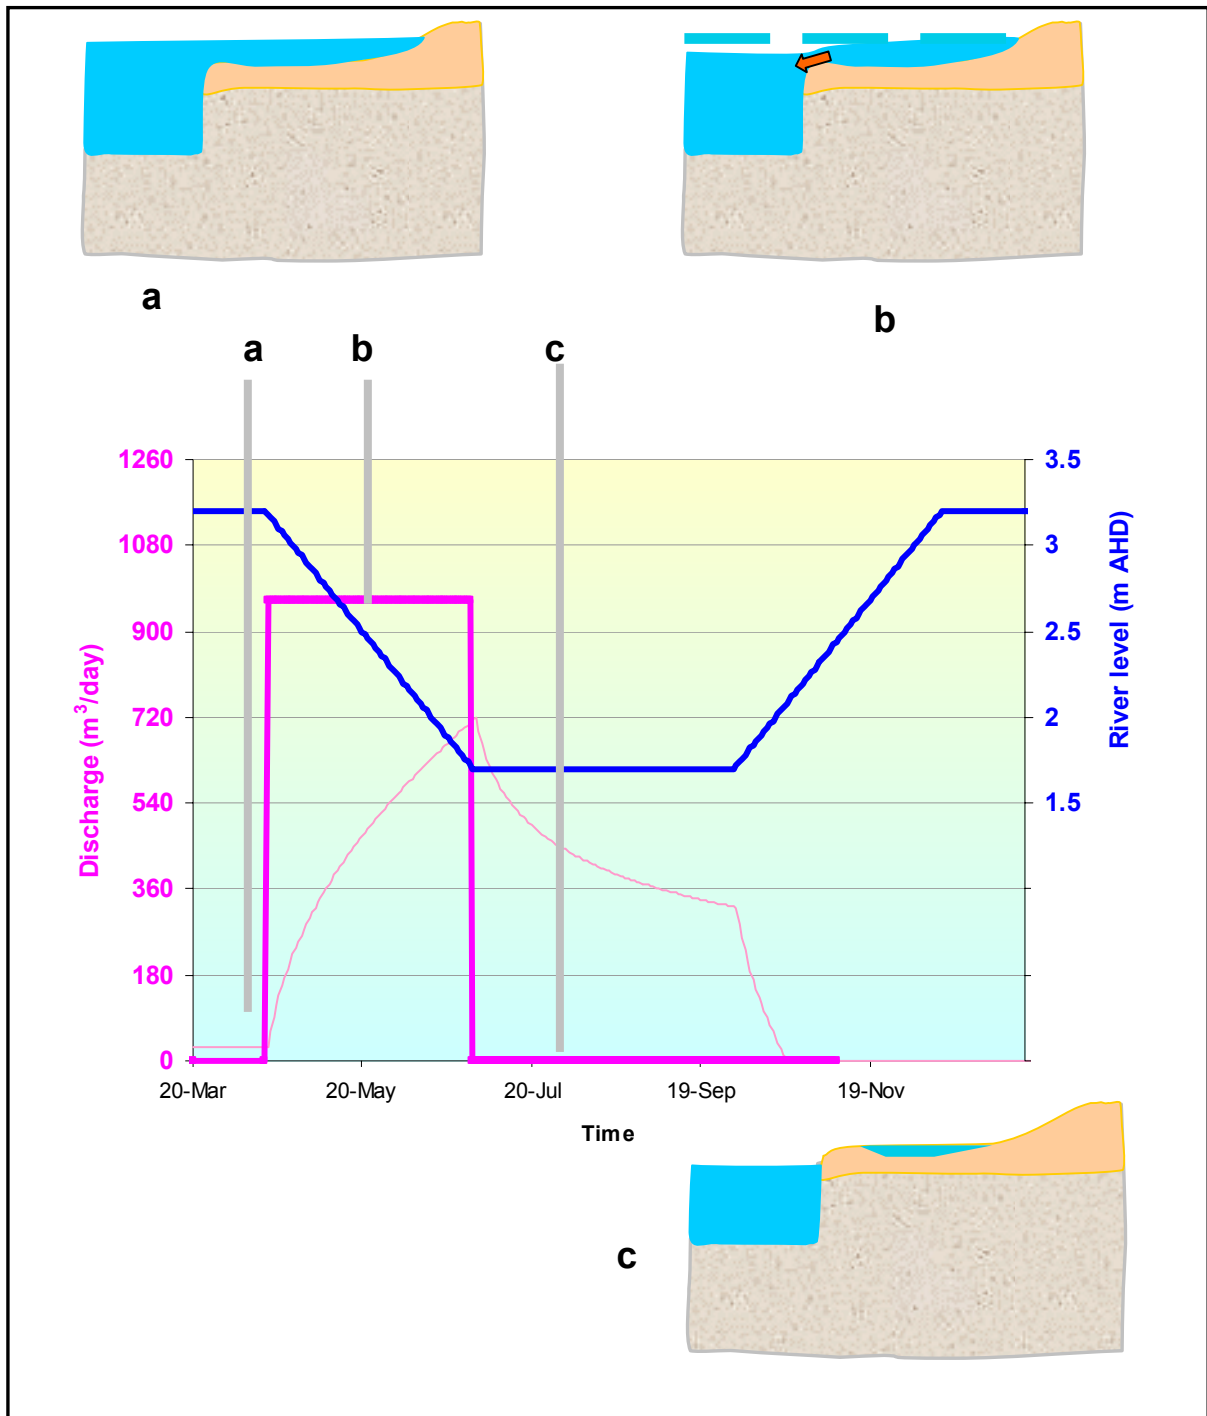 a
b
a
b
c
1260
1080
900
720
540
360
180
0
Discharge (m³/day)
3.5
3
2.5
2
1.5
River level (m AHD)
20-Mar
20-May
20-Jul
19-Sep
19-Nov
Time
c